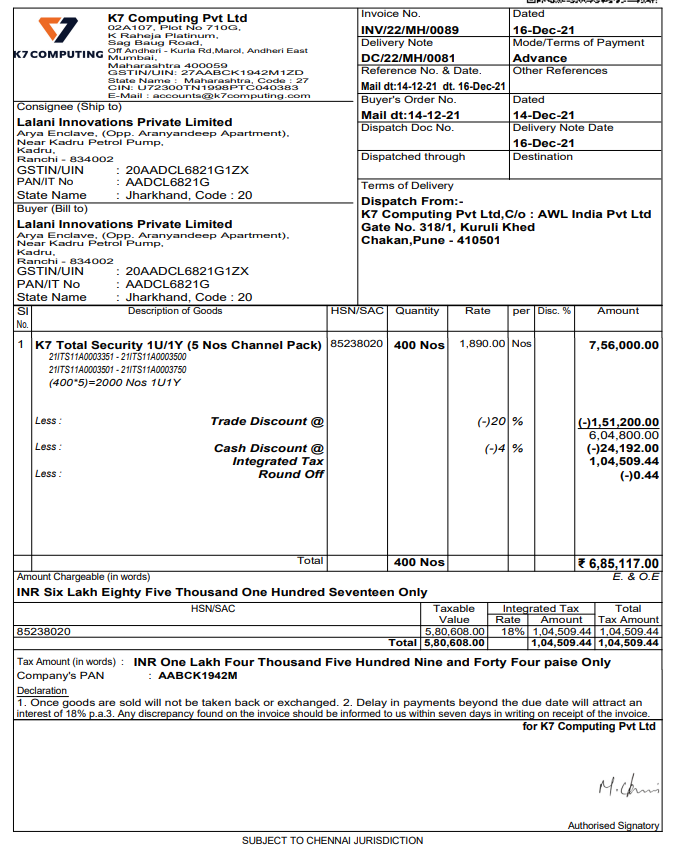 K7 COMPUTING
K7 Computing Pvt Ltd
02A107, Plot No 710G,
K Raheja Platinum,
Sag Baug Road,
Off Andheri - Kurla Rd,Marol, Andheri East
Mumbai,
Maharashtra 400059
GSTIN/UIN: 27AABCK1942M1ZD
State Name : Maharashtra, Code : 27
CIN: U72300TN1998PTC040383
E-Mail : accounts@k7computing.com
Invoice No.
INV/22/MH/0089
Dated
16-Dec-21
Delivery Note
DC/22/MH/0081
Mode/Terms of Payment
Advance
Reference No. & Date.
Mail dt:14-12-21 dt. 16-Dec-21
Other References
Buyer's Order No.
Mail dt:14-12-21
Dated
14-Dec-21
Dispatch Doc No.
Delivery Note Date
16-Dec-21
Dispatched through
Destination
Terms of Delivery
Dispatch From:-
K7 Computing Pvt Ltd,C/o : AWL India Pvt Ltd
Gate No. 318/1, Kuruli Khed
Chakan,Pune - 410501
Consignee (Ship to)
Lalani Innovations Private Limited
Arya Enclave, (Opp. Aranyandeep Apartment),
Near Kadru Petrol Pump,
Kadru,
Ranchi - 834002
GSTIN/UIN : 20AADCL6821G1ZX
PAN/IT No : AADCL6821G
State Name : Jharkhand, Code : 20
Buyer (Bill to)
Lalani Innovations Private Limited
Arya Enclave, (Opp. Aranyandeep Apartment),
Near Kadru Petrol Pump,
Kadru,
Ranchi - 834002
GSTIN/UIN : 20AADCL6821G1ZX
PAN/IT No : AADCL6821G
State Name : Jharkhand, Code : 20
Sl No. Description of Goods HSN/SAC Quantity Rate per Disc. % Amount
1 K7 Total Security 1U/1Y (5 Nos Channel Pack) 85238020 400 Nos 1,890.00 Nos 7,56,000.00
21ITS11A0003351 - 21ITS11A0003500
21ITS11A0003501 - 21ITS11A0003750
(400*5)=2000 Nos 1U1Y
Less : Trade Discount @ (-)20 % (-)1,51,200.00
6,04,800.00
Less : Cash Discount @ (-)4 % (-)24,192.00
Integrated Tax 1,04,509.44
Less : Round Off (-)0.44
Total 400 Nos ₹ 6,85,117.00
Amount Chargeable (in words) E. & O.E
INR Six Lakh Eighty Five Thousand One Hundred Seventeen Only
HSN/SAC Taxable Value Integrated Tax Rate Amount Total Tax Amount
85238020 5,80,608.00 18% 1,04,509.44 1,04,509.44
Total 5,80,608.00 1,04,509.44 1,04,509.44
Tax Amount (in words) : INR One Lakh Four Thousand Five Hundred Nine and Forty Four paise Only
Company's PAN : AABCK1942M
Declaration
1. Once goods are sold will not be taken back or exchanged. 2. Delay in payments beyond the due date will attract an
interest of 18% p.a.3. Any discrepancy found on the invoice should be informed to us within seven days in writing on receipt of the invoice.
for K7 Computing Pvt Ltd
Authorised Signatory
SUBJECT TO CHENNAI JURISDICTION